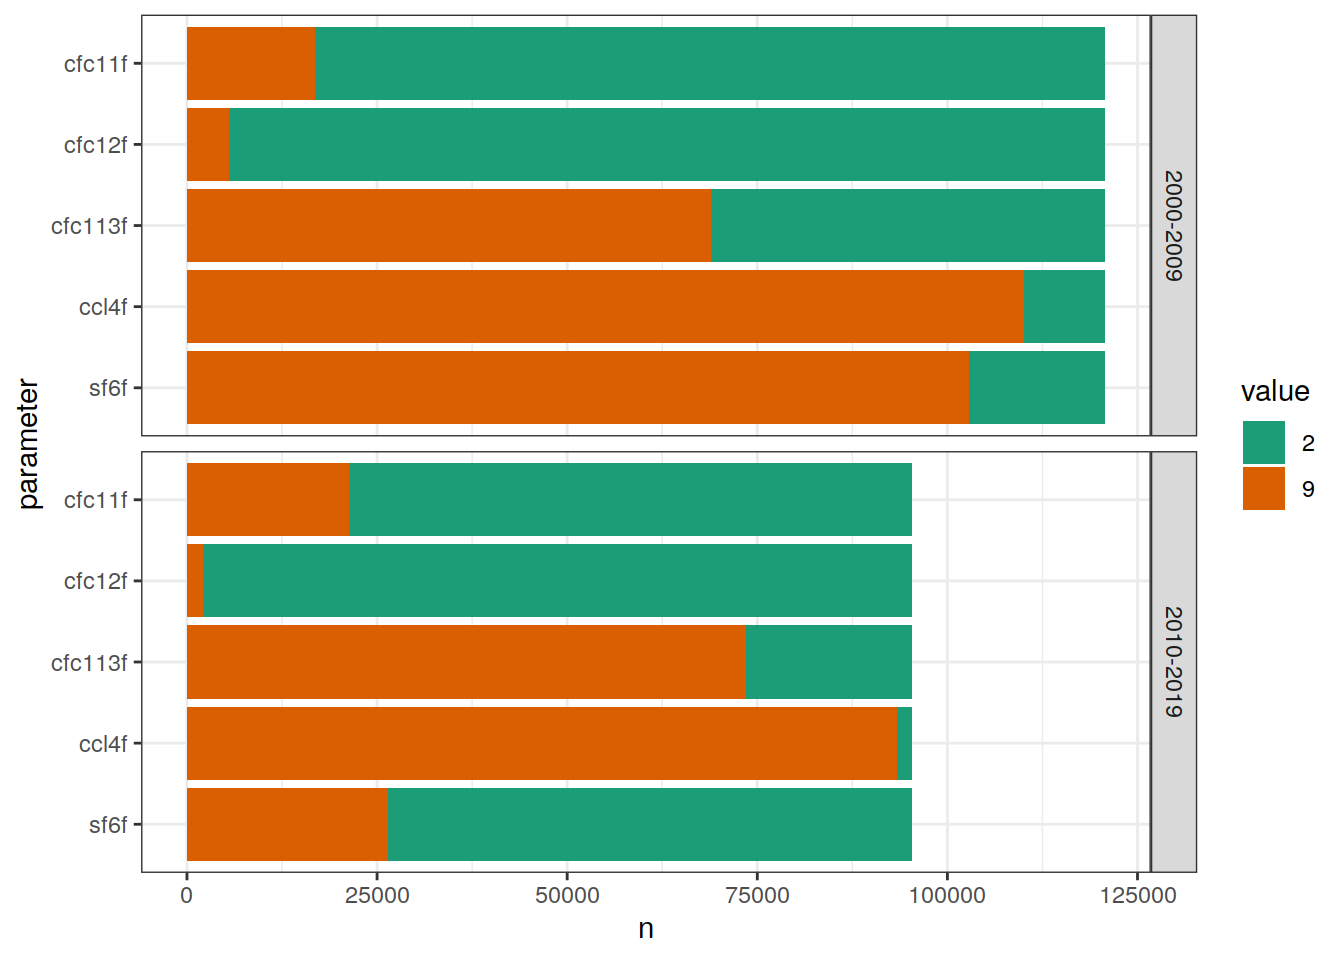 cfc11f
cfc12f
cfc113f
ccl4f
sf6f
2000-2009
parameter
cfc11f
cfc12f
cfc113f
ccl4f
sf6f
2010-2019
0
25000
50000
75000
100000
125000
n
value
2
9